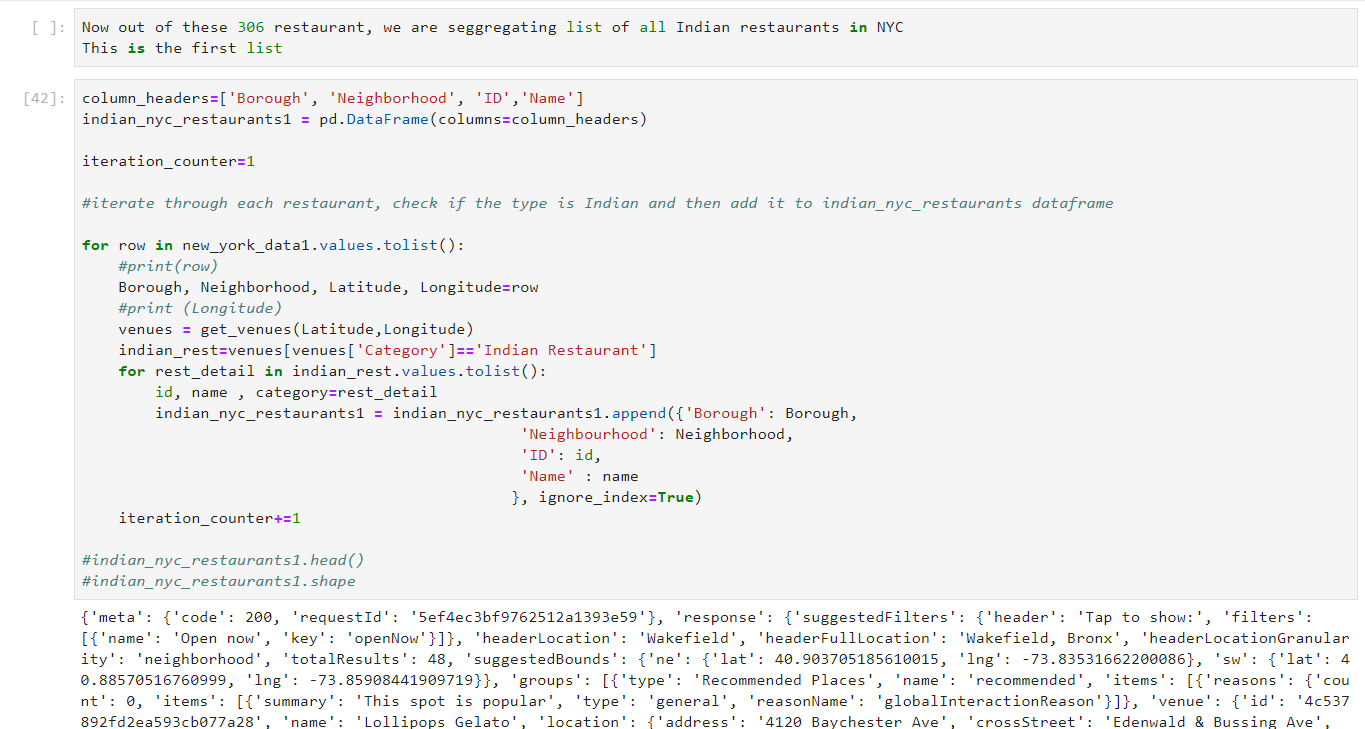 [ ]: Now out of these 306 restaurant, we are seggregating list of all Indian restaurants in NYC
This is the first list
[42]: column_headers=['Borough', 'Neighborhood', 'ID','Name']
indian_nyc_restaurants1 = pd.DataFrame(columns=column_headers)
iteration_counter=1
#iterate through each restaurant, check if the type is Indian and then add it to indian_nyc_restaurants dataframe
for row in new_york_data1.values.tolist():
    #print(row)
    Borough, Neighborhood, Latitude, Longitude=row
    #print (Longitude)
    venues = get_venues(Latitude,Longitude)
    indian_rest=venues[venues['Category']=='Indian Restaurant']
    for rest_detail in indian_rest.values.tolist():
        id, name , category=rest_detail
        indian_nyc_restaurants1 = indian_nyc_restaurants1.append({'Borough': Borough,
                                                'Neighbourhood': Neighborhood,
                                                'ID': id,
                                                'Name' : name
                                               }, ignore_index=True)
    iteration_counter+=1
#indian_nyc_restaurants1.head()
#indian_nyc_restaurants1.shape
{'meta': {'code': 200, 'requestId': '5ef4ec3bf9762512a1393e59'}, 'response': {'suggestedFilters': {'header': 'Tap to show:', 'filters':
[{'name': 'Open now', 'key': 'openNow'}]}, 'headerLocation': 'Wakefield', 'headerFullLocation': 'Wakefield, Bronx', 'headerLocationGranular
ity': 'neighborhood', 'totalResults': 48, 'suggestedBounds': {'ne': {'lat': 40.903705185610015, 'lng': -73.83531662200086}, 'sw': {'lat': 4
0.88570516760999, 'lng': -73.85908441909719}}, 'groups': [{'type': 'Recommended Places', 'name': 'recommended', 'items': [{'reasons': {'cou
nt': 0, 'items': [{'summary': 'This spot is popular', 'type': 'general', 'reasonName': 'globalInteractionReason'}]}, 'venue': {'id': '4c537
892fd2ea593cb077a28', 'name': 'Lollipops Gelato', 'location': {'address': '4120 Baychester Ave', 'crossStreet': 'Edenwald & Bussing Ave',